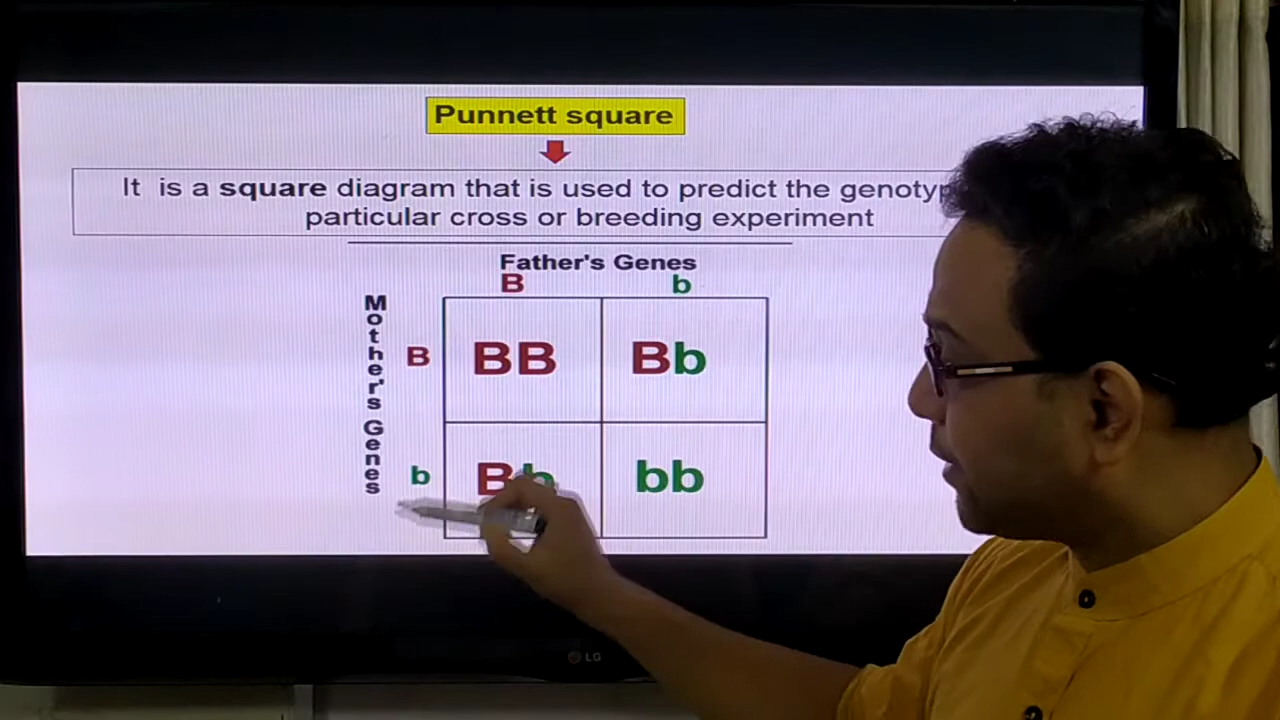 Punnett square
It is a square diagram that is used to predict the
particular cross or breeding experiment
Father's Genes
B b
Mother's Genes
B BB Bb
b Bb bb
LG